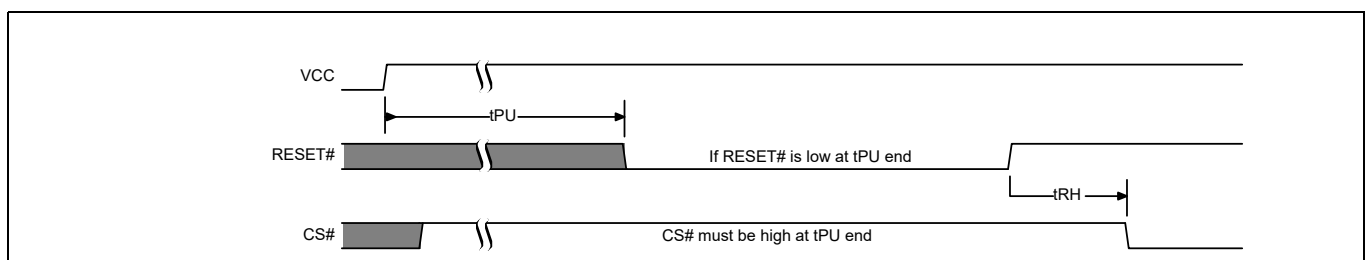 VCC
tPU
RESET#
If RESET# is low at tPU end
tRH
CS#
CS# must be high at tPU end